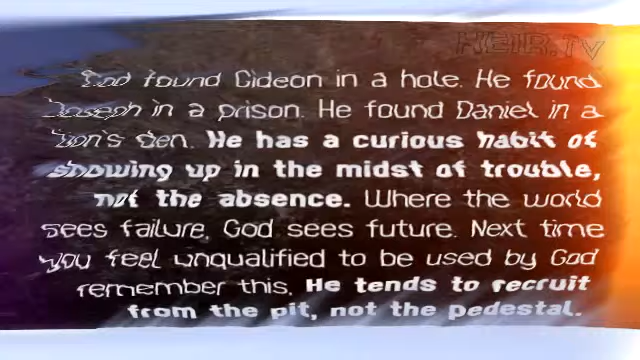 HEIR.TV
God found Gideon in a hole. He found
Joseph in a prison. He found Daniel in a
lion's den. He has a curious habit of
showing up in the midst of trouble,
not the absence. Where the world
sees failure, God sees future. Next time
you feel unqualified to be used by God
remember this, He tends to recruit
from the pit, not the pedestal.